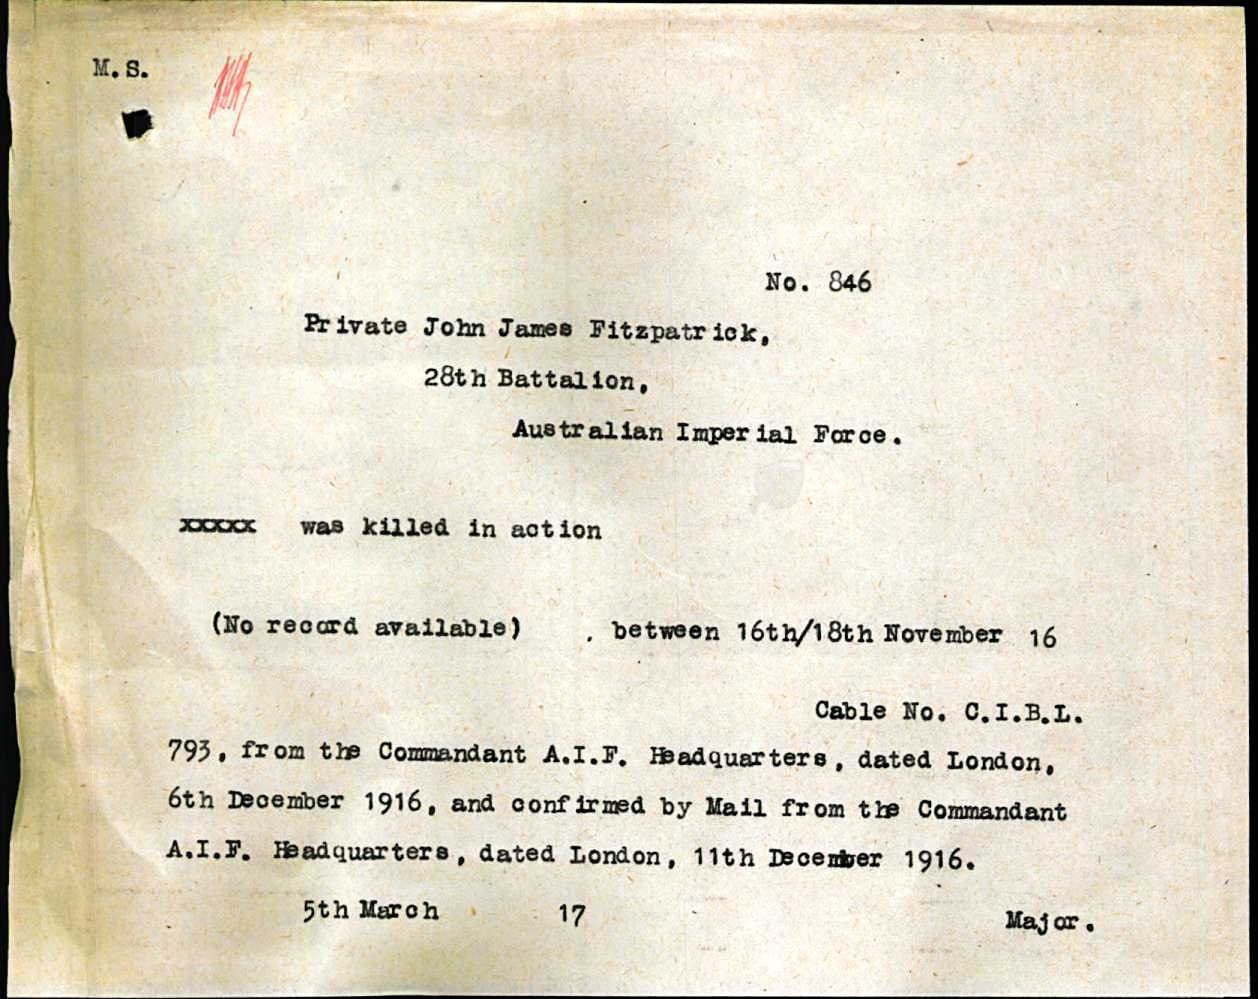 M.S.
No. 846
Private John James Fitzpatrick,
28th Battalion,
Australian Imperial Force.
xxxxx was killed in action
(No record available) , between 16th/18th November 16
Cable No. C.I.B.L.
793, from the Commandant A.I.F. Headquarters, dated London,
6th December 1916, and confirmed by Mail from the Commandant
A.I.F. Headquarters, dated London, 11th December 1916.
5th March 17 Major.